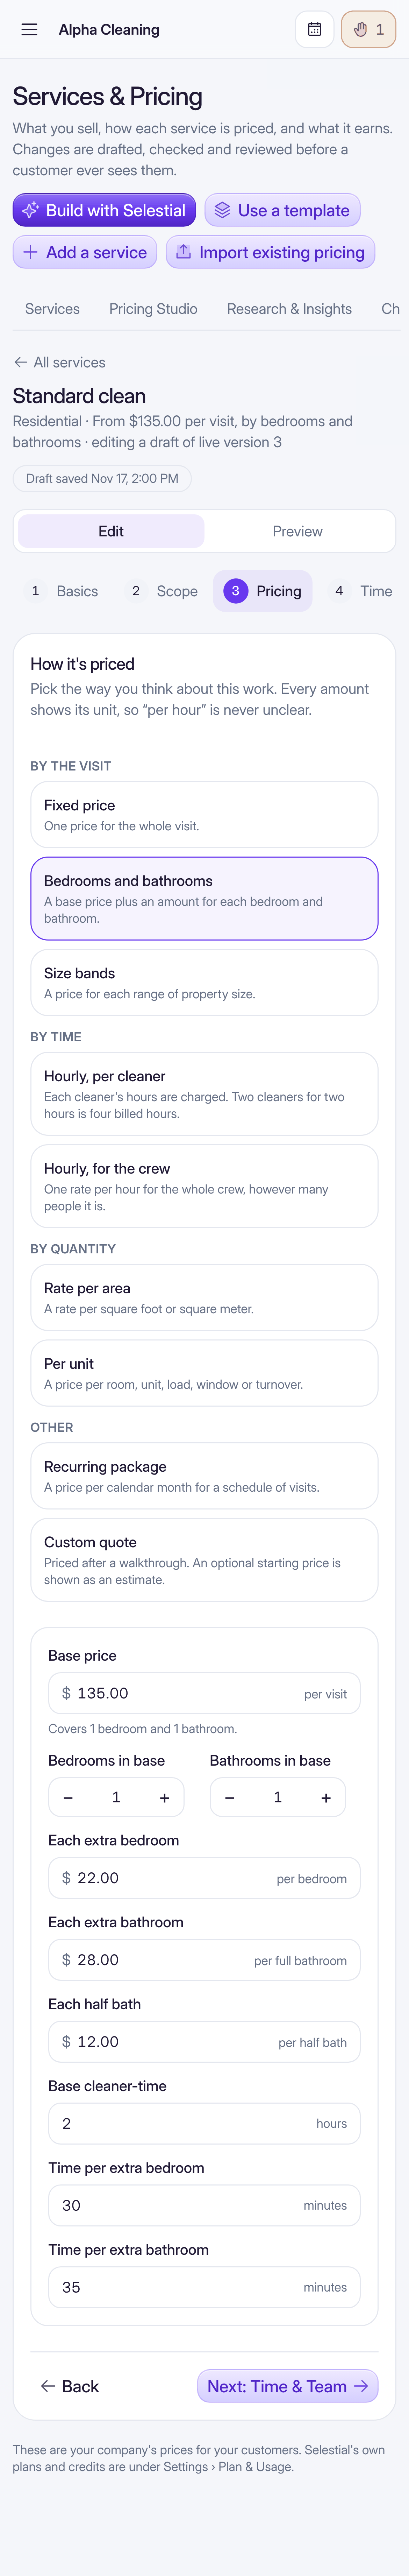 Alpha Cleaning
1
Services & Pricing
What you sell, how each service is priced, and what it earns.
Changes are drafted, checked and reviewed before a
customer ever sees them.
Build with Selestial
Use a template
Add a service
Import existing pricing
Services
Pricing Studio
Research & Insights
Ch
← All services
Standard clean
Residential · From $135.00 per visit, by bedrooms and
bathrooms · editing a draft of live version 3
Draft saved Nov 17, 2:00 PM
Edit
Preview
1 Basics
2 Scope
3 Pricing
4 Time
How it's priced
Pick the way you think about this work. Every amount
shows its unit, so “per hour” is never unclear.
BY THE VISIT
Fixed price
One price for the whole visit.
Bedrooms and bathrooms
A base price plus an amount for each bedroom and
bathroom.
Size bands
A price for each range of property size.
BY TIME
Hourly, per cleaner
Each cleaner's hours are charged. Two cleaners for two
hours is four billed hours.
Hourly, for the crew
One rate per hour for the whole crew, however many
people it is.
BY QUANTITY
Rate per area
A rate per square foot or square meter.
Per unit
A price per room, unit, load, window or turnover.
OTHER
Recurring package
A price per calendar month for a schedule of visits.
Custom quote
Priced after a walkthrough. An optional starting price is
shown as an estimate.
Base price
$ 135.00 per visit
Covers 1 bedroom and 1 bathroom.
Bedrooms in base
Bathrooms in base
− 1 +
− 1 +
Each extra bedroom
$ 22.00 per bedroom
Each extra bathroom
$ 28.00 per full bathroom
Each half bath
$ 12.00 per half bath
Base cleaner-time
2 hours
Time per extra bedroom
30 minutes
Time per extra bathroom
35 minutes
← Back
Next: Time & Team →
These are your company's prices for your customers. Selestial's own
plans and credits are under Settings › Plan & Usage.